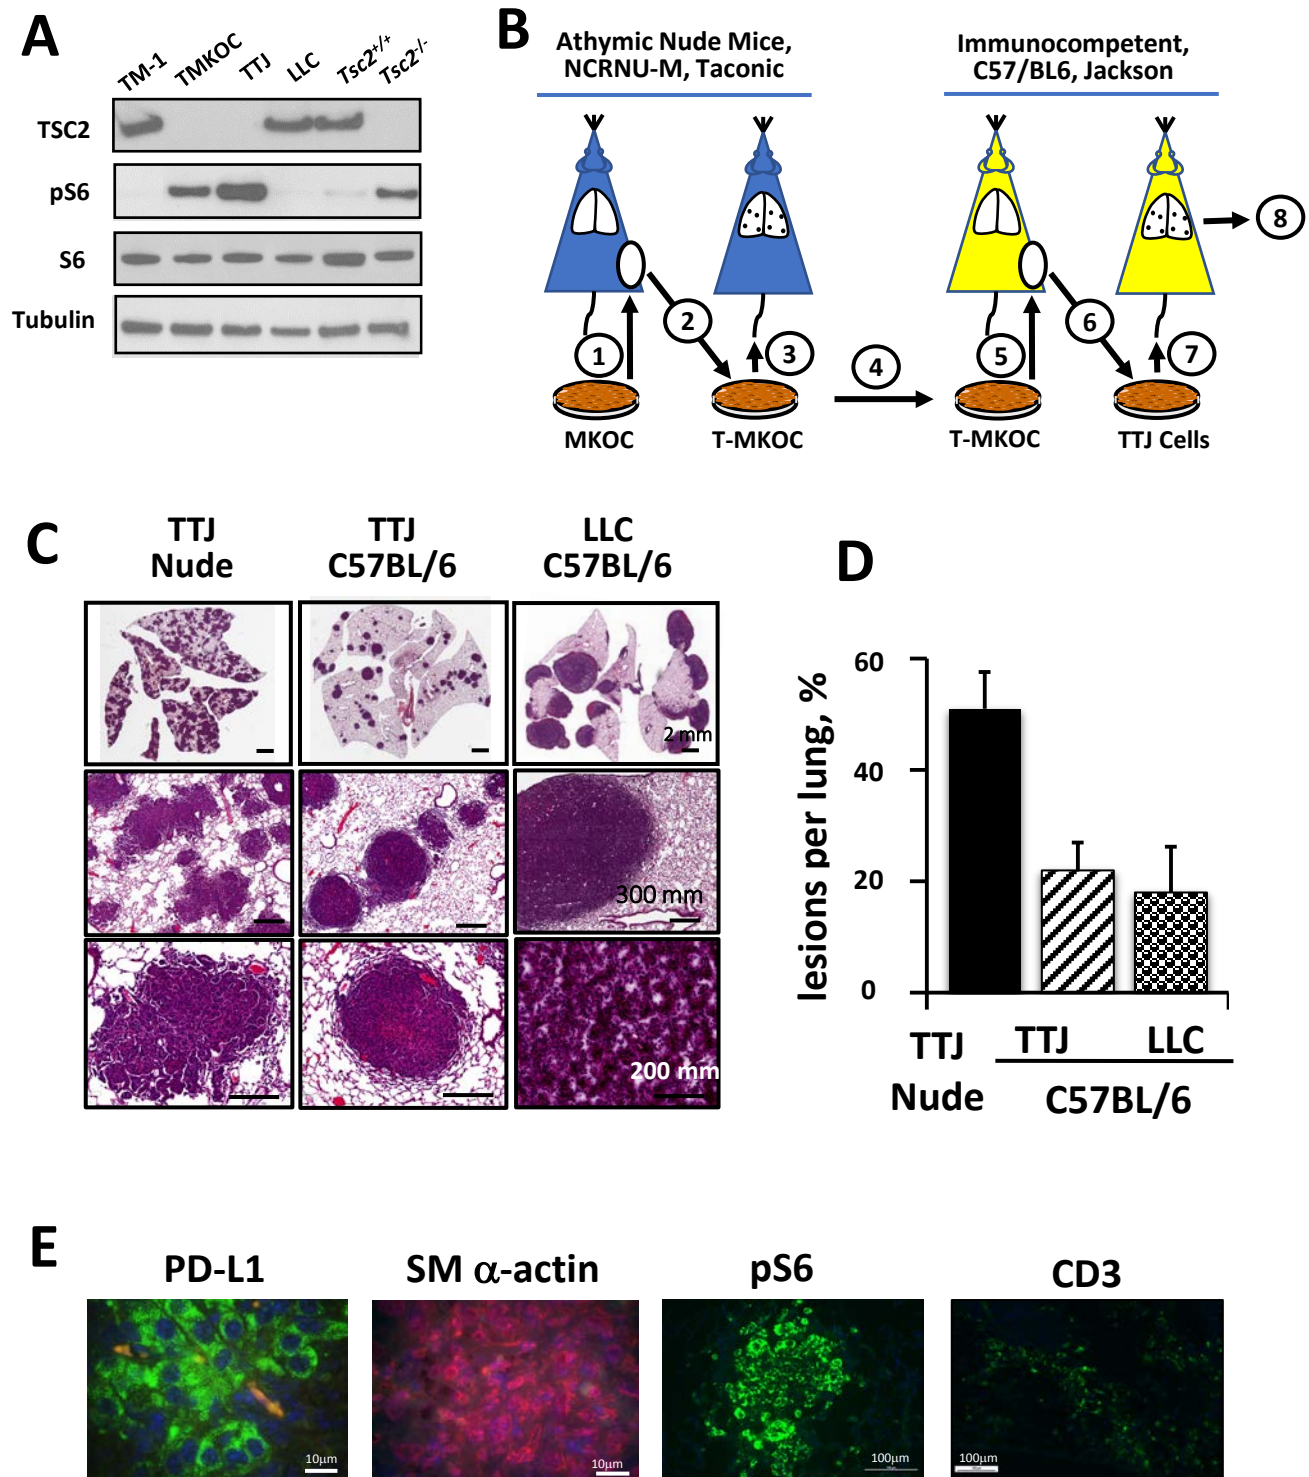 A
TM-1 TMKOC TTJ LLC Tsc2+/+ Tsc2-/-
TSC2
pS6
S6
Tubulin
B
Athymic Nude Mice,
NCRNU-M, Taconic
Immunocompetent,
C57/BL6, Jackson
8
2
6
1
3
4
5
7
MKOC
T-MKOC
T-MKOC
TTJ Cells
C
TTJ
Nude
TTJ
C57BL/6
LLC
C57BL/6
2 mm
300 mm
200 mm
D
lesions per lung, %
60
40
20
0
TTJ
Nude
TTJ LLC
C57BL/6
E
PD-L1
SM α-actin
pS6
CD3
10μm
10μm
100μm
100μm